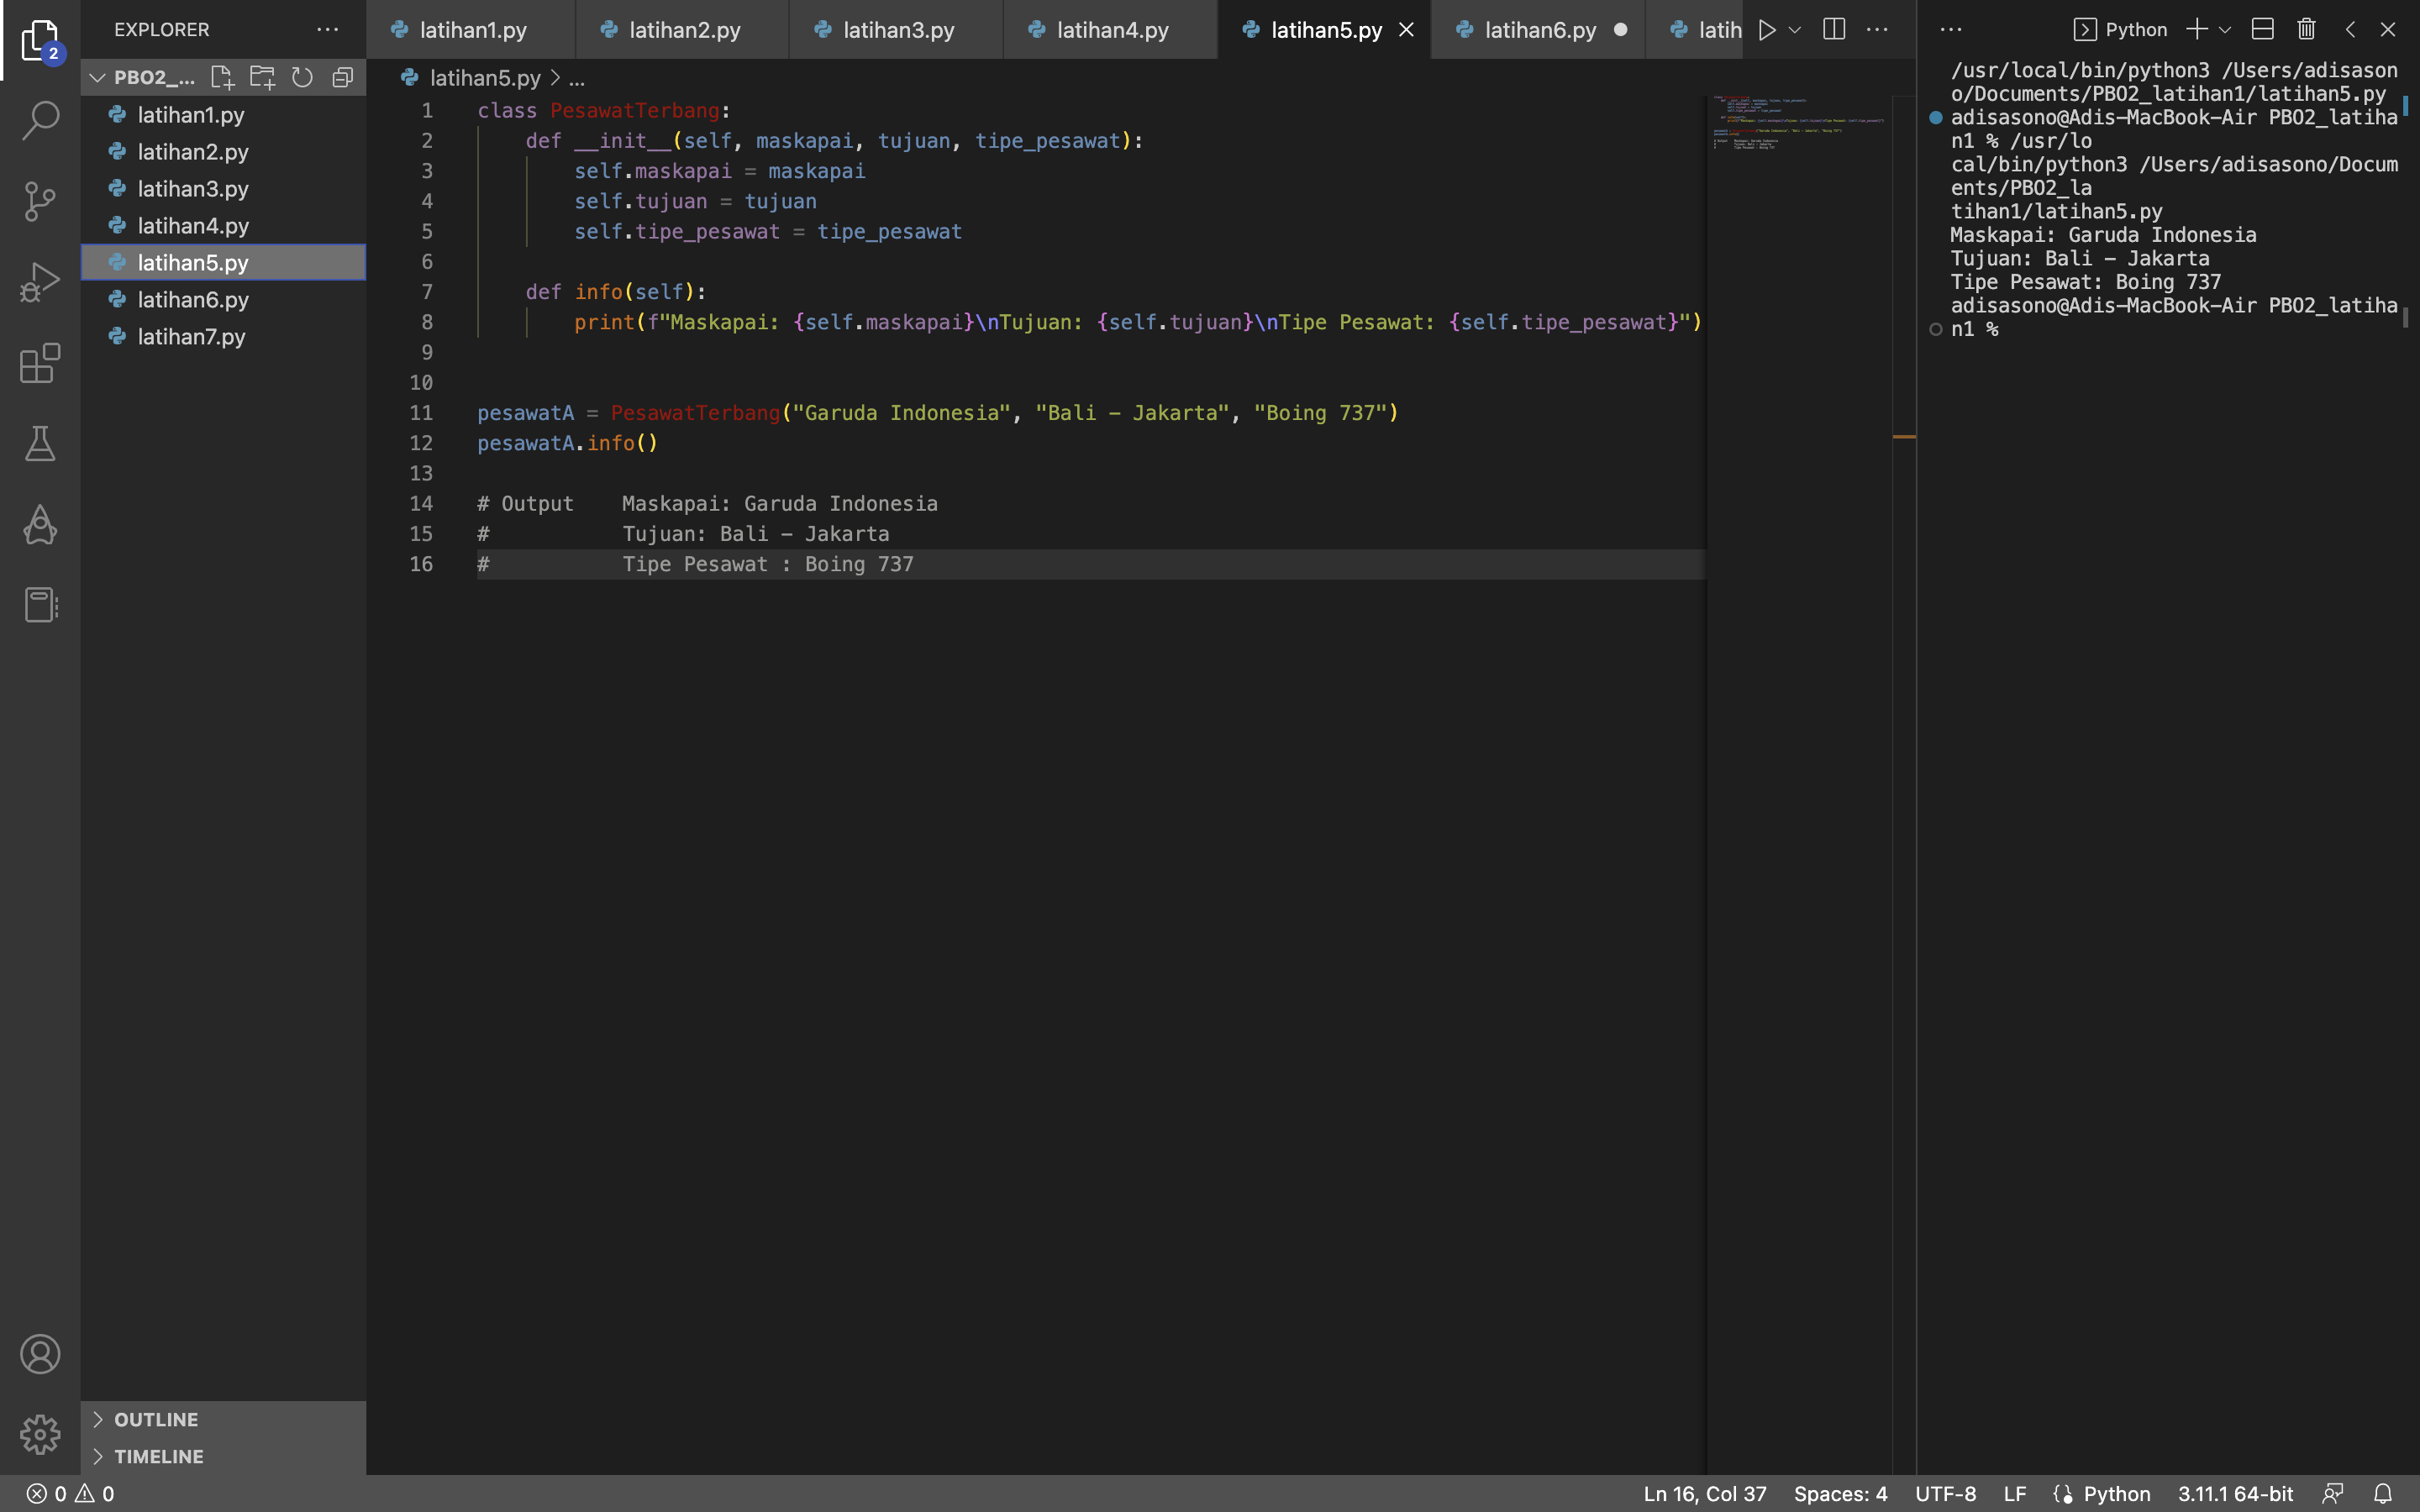 EXPLORER
PBO2_...
latihan1.py
latihan2.py
latihan3.py
latihan4.py
latihan5.py
latihan6.py
latihan7.py
OUTLINE
TIMELINE
2
latihan1.py latihan2.py latihan3.py latihan4.py latihan5.py latihan6.py latih
latihan5.py > ...
1 class PesawatTerbang:
2     def __init__(self, maskapai, tujuan, tipe_pesawat):
3         self.maskapai = maskapai
4         self.tujuan = tujuan
5         self.tipe_pesawat = tipe_pesawat
6
7     def info(self):
8         print(f"Maskapai: {self.maskapai}\nTujuan: {self.tujuan}\nTipe Pesawat: {self.tipe_pesawat}")
9
10
11 pesawatA = PesawatTerbang("Garuda Indonesia", "Bali - Jakarta", "Boing 737")
12 pesawatA.info()
13
14 # Output    Maskapai: Garuda Indonesia
15 #           Tujuan: Bali - Jakarta
16 #           Tipe Pesawat : Boing 737
Python
/usr/local/bin/python3 /Users/adisason
o/Documents/PBO2_latihan1/latihan5.py
adisasono@Adis-MacBook-Air PBO2_latiha
n1 % /usr/lo
cal/bin/python3 /Users/adisasono/Docum
ents/PBO2_la
tihan1/latihan5.py
Maskapai: Garuda Indonesia
Tujuan: Bali - Jakarta
Tipe Pesawat: Boing 737
adisasono@Adis-MacBook-Air PBO2_latiha
n1 %
0 0
Ln 16, Col 37 Spaces: 4 UTF-8 LF Python 3.11.1 64-bit